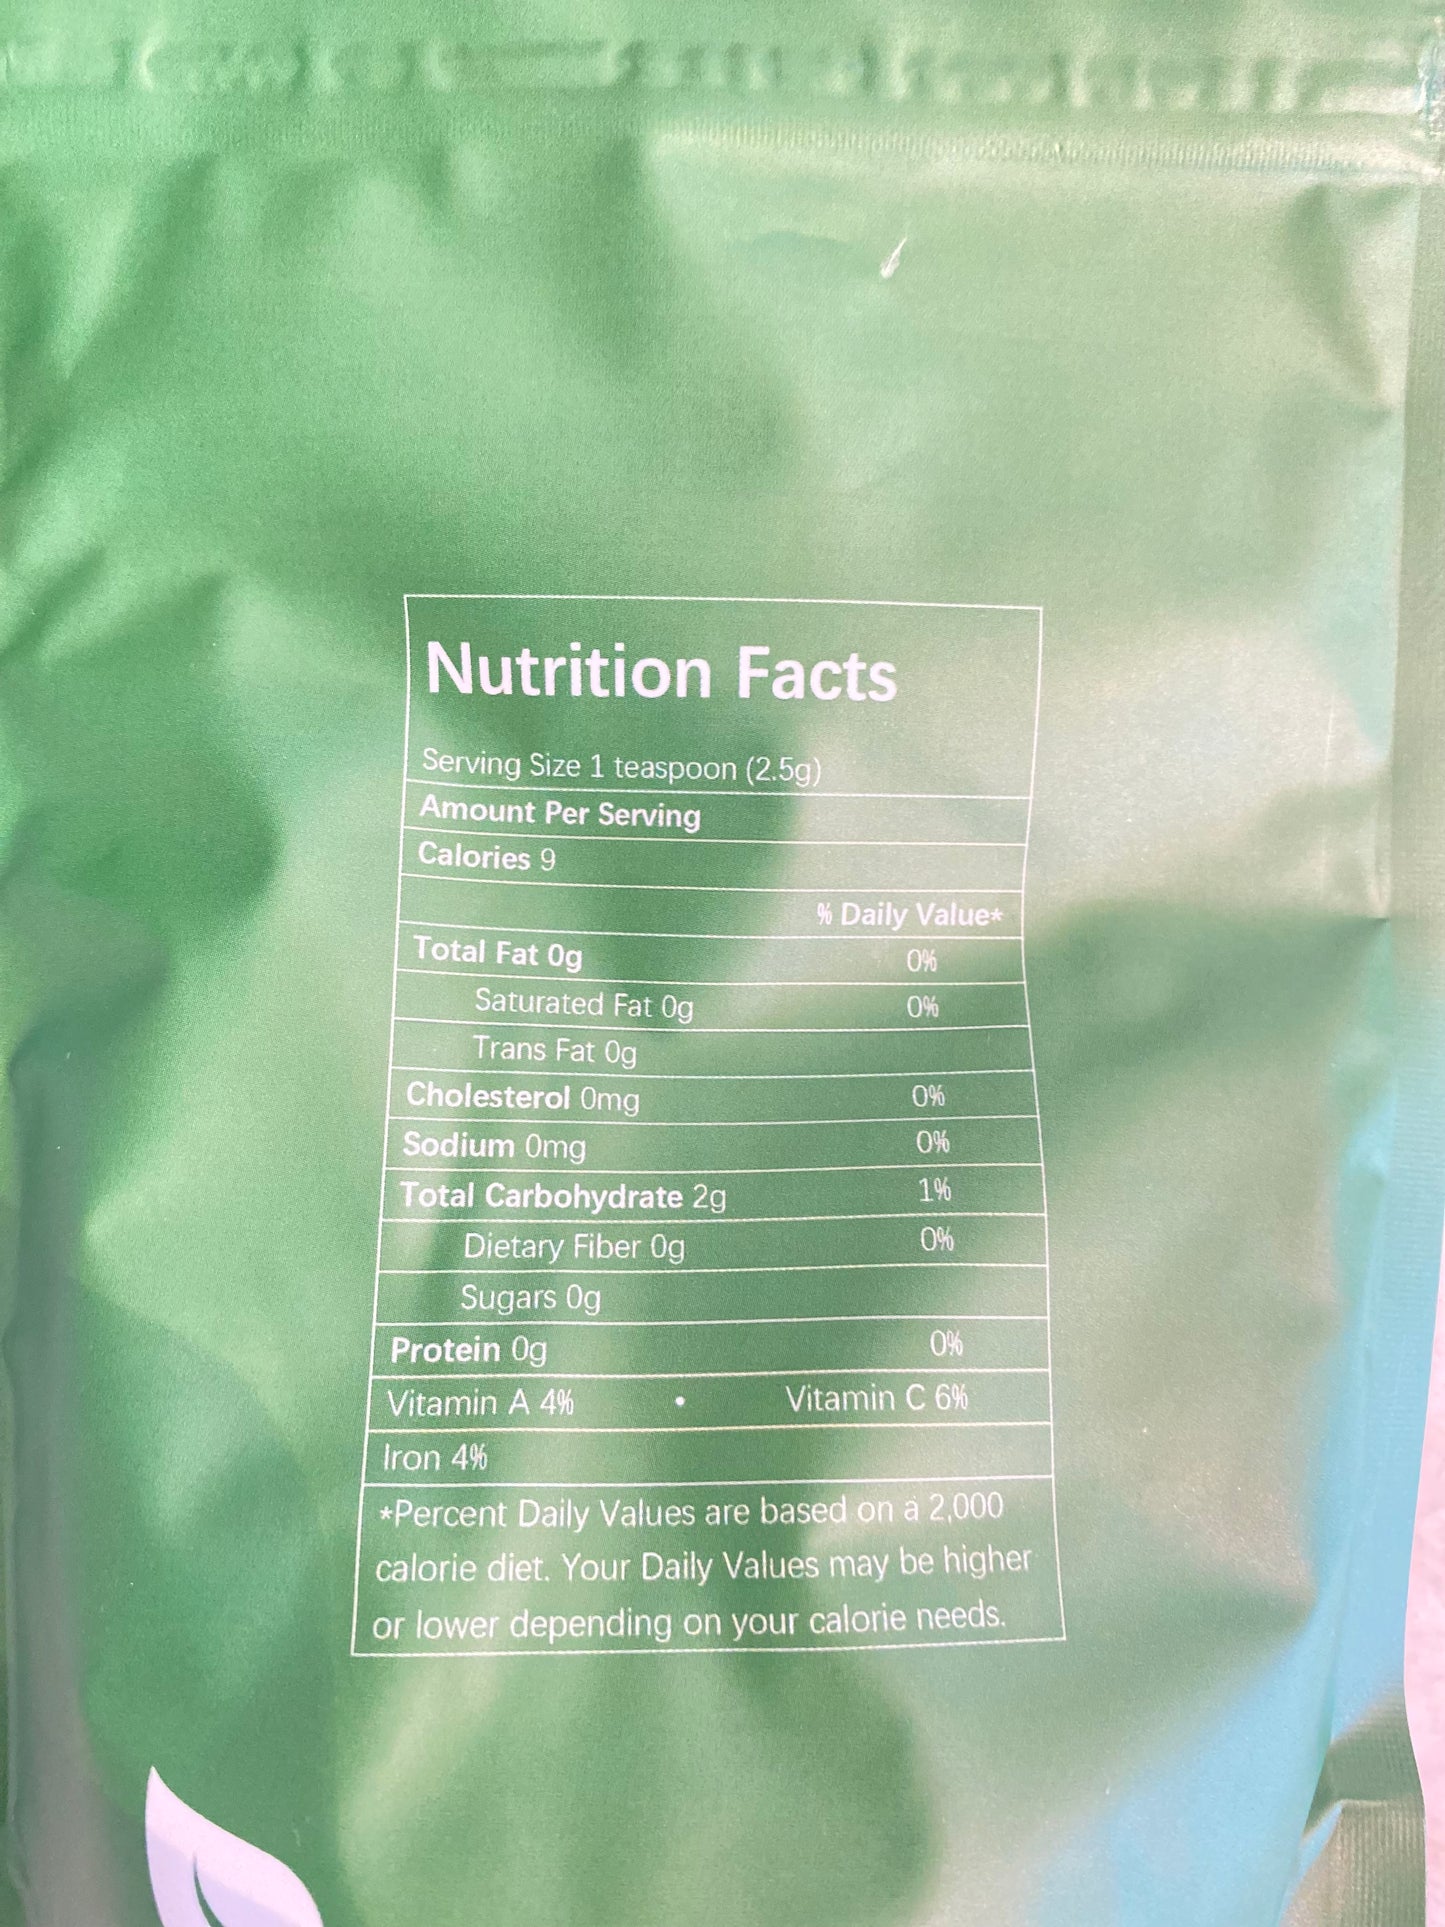 Nutrition Facts
Serving Size 1 teaspoon (2.5g)
Amount Per Serving
Calories 9
% Daily Value*
Total Fat 0g 0%
Saturated Fat 0g 0%
Trans Fat 0g
Cholesterol 0mg 0%
Sodium 0mg 0%
Total Carbohydrate 2g 1%
Dietary Fiber 0g 0%
Sugars 0g
Protein 0g 0%
Vitamin A 4% • Vitamin C 6%
Iron 4%
*Percent Daily Values are based on a 2,000
calorie diet. Your Daily Values may be higher
or lower depending on your calorie needs.